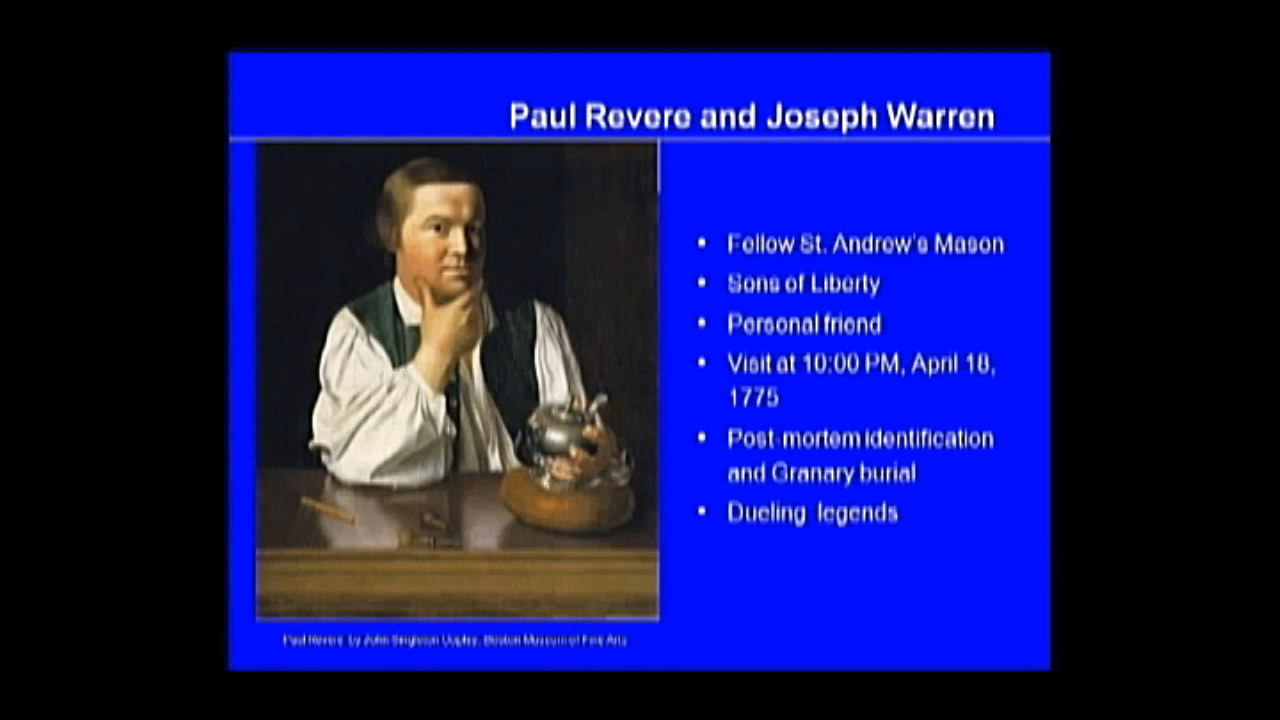 Paul Revere and Joseph Warren
• Fellow St. Andrew's Mason
• Sons of Liberty
• Personal friend
• Visit at 10:00 PM, April 18,
1775
• Post-mortem identification
and Granary burial
• Dueling legends
Paul Revere by John Singleton Copley, Boston Museum of Fine Arts